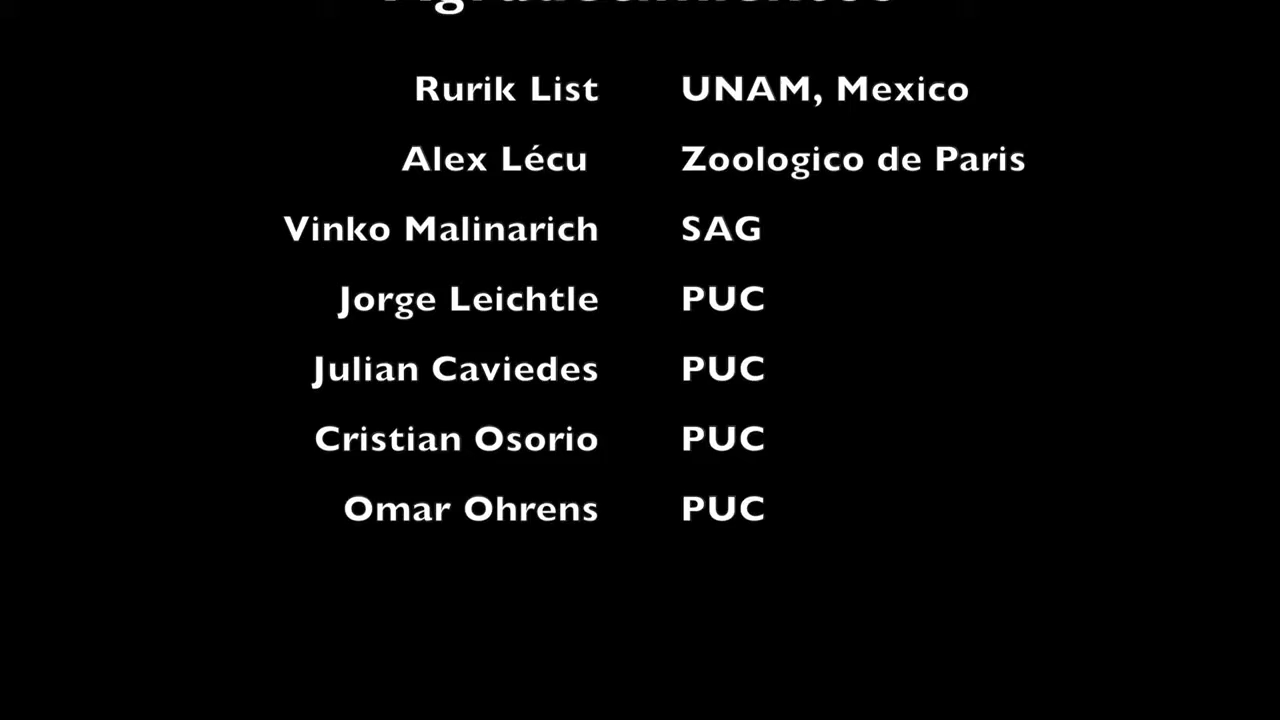 Agradecimientos
Rurik List UNAM, Mexico
Alex Lécu Zoologico de Paris
Vinko Malinarich SAG
Jorge Leichtle PUC
Julian Caviedes PUC
Cristian Osorio PUC
Omar Ohrens PUC